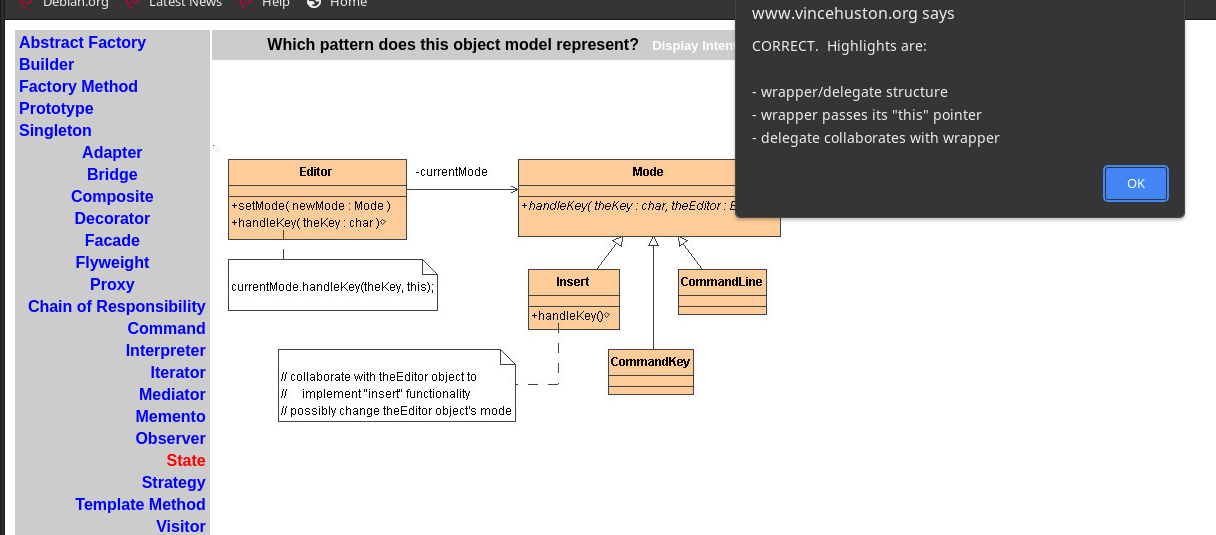 Debian.org Latest News Help Home
www.vincehuston.org says
CORRECT.  Highlights are:
- wrapper/delegate structure
- wrapper passes its "this" pointer
- delegate collaborates with wrapper
OK
Which pattern does this object model represent? Display Intent
Abstract Factory
Builder
Factory Method
Prototype
Singleton
Adapter
Bridge
Composite
Decorator
Facade
Flyweight
Proxy
Chain of Responsibility
Command
Interpreter
Iterator
Mediator
Memento
Observer
State
Strategy
Template Method
Visitor
Editor
+setMode( newMode : Mode )
+handleKey( theKey : char )
-currentMode
Mode
+handleKey( theKey : char, theEditor : E
currentMode.handleKey(theKey, this);
Insert
+handleKey()
CommandLine
CommandKey
// collaborate with theEditor object to
// implement "insert" functionality
// possibly change theEditor object's mode